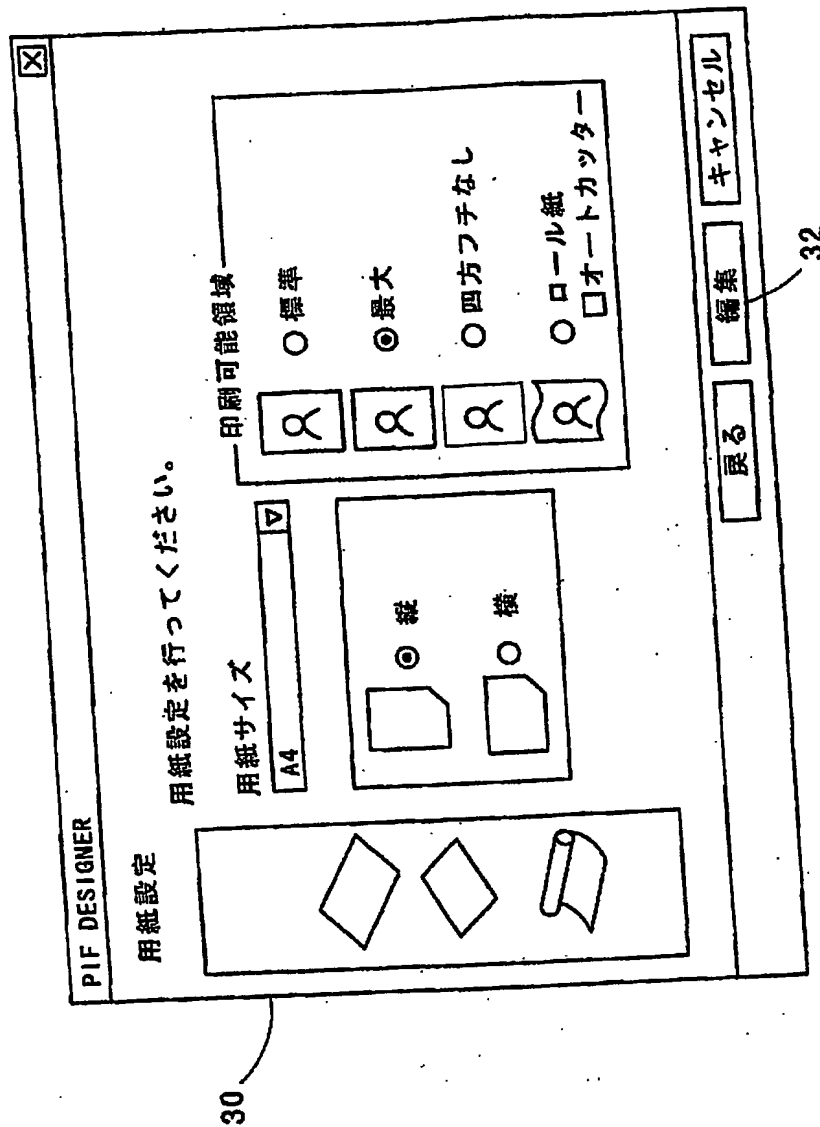 PIF DESIGNER
用紙設定
用紙設定を行ってください。
用紙サイズ
A4
縦
横
印刷可能領域
標準
最大
四方フチなし
ロール紙
オートカッター
戻る
編集
キャンセル
30
32